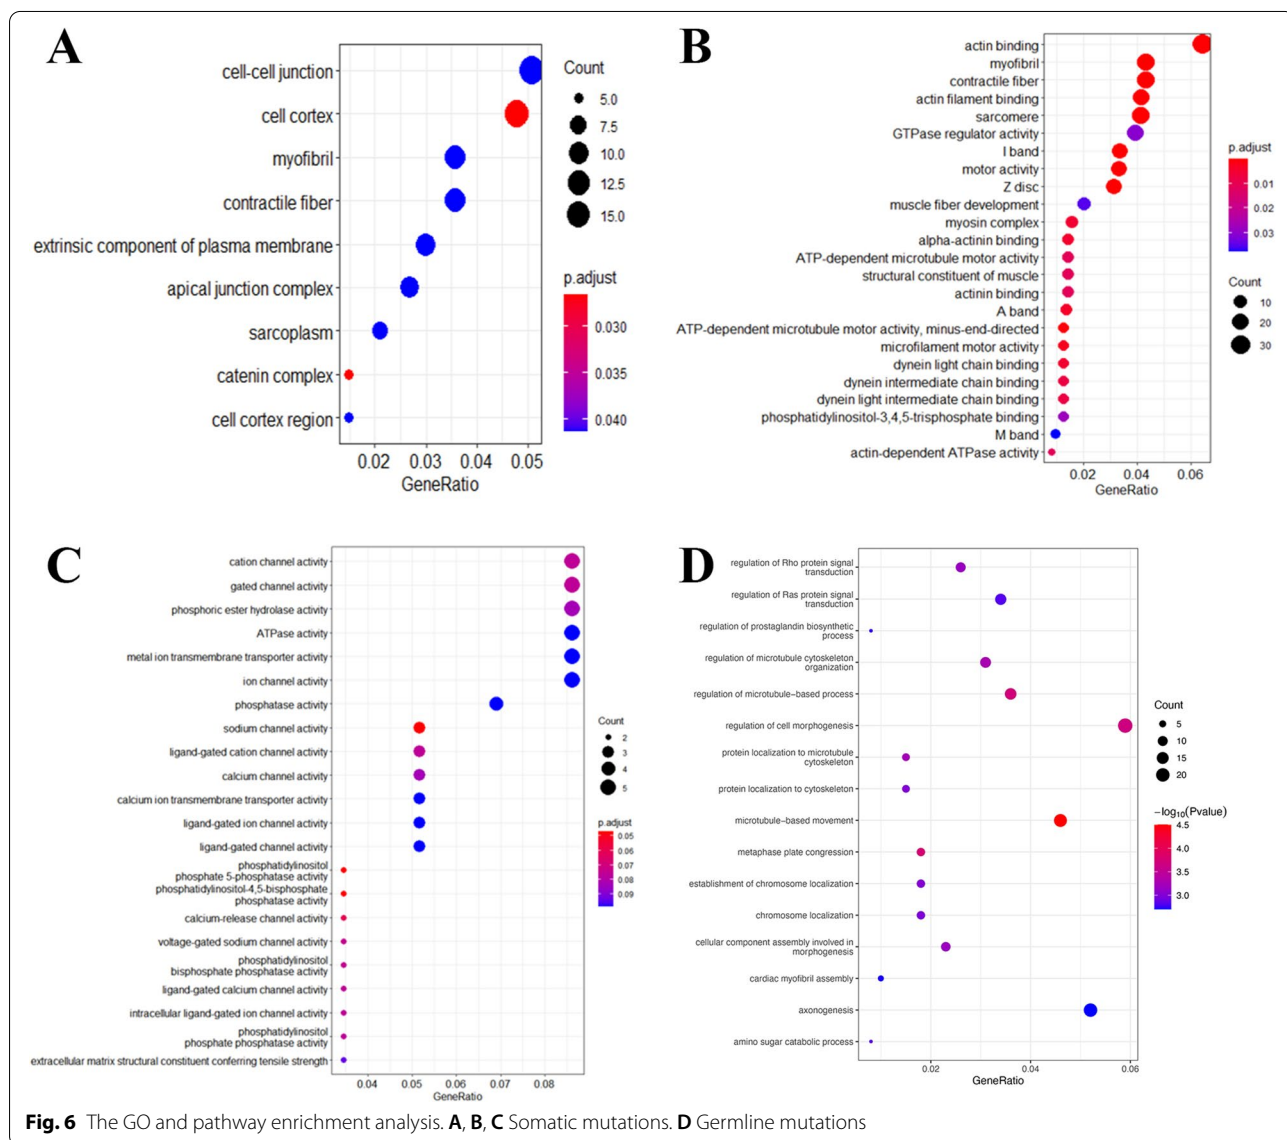 A
cell-cell junction
cell cortex
myofibril
contractile fiber
extrinsic component of plasma membrane
apical junction complex
sarcoplasm
catenin complex
cell cortex region
0.02 0.03 0.04 0.05
GeneRatio
Count
5.0
7.5
10.0
12.5
15.0
p.adjust
0.030
0.035
0.040
B
actin binding
myofibril
contractile fiber
actin filament binding
sarcomere
GTPase regulator activity
I band
motor activity
Z disc
muscle fiber development
myosin complex
alpha-actinin binding
ATP-dependent microtubule motor activity
structural constituent of muscle
actinin binding
A band
ATP-dependent microtubule motor activity, minus-end-directed
microfilament motor activity
dynein light chain binding
dynein intermediate chain binding
dynein light intermediate chain binding
phosphatidylinositol-3,4,5-trisphosphate binding
M band
actin-dependent ATPase activity
0.02 0.04 0.06
GeneRatio
p.adjust
0.01
0.02
0.03
Count
10
20
30
C
cation channel activity
gated channel activity
phosphoric ester hydrolase activity
ATPase activity
metal ion transmembrane transporter activity
ion channel activity
phosphatase activity
sodium channel activity
ligand-gated cation channel activity
calcium channel activity
calcium ion transmembrane transporter activity
ligand-gated ion channel activity
ligand-gated channel activity
phosphatidylinositol
phosphate 5-phosphatase activity
phosphatidylinositol-4,5-bisphosphate
phosphatase activity
calcium-release channel activity
voltage-gated sodium channel activity
phosphatidylinositol
bisphosphate phosphatase activity
ligand-gated calcium channel activity
intracellular ligand-gated ion channel activity
phosphatidylinositol
phosphate phosphatase activity
extracellular matrix structural constituent conferring tensile strength
0.04 0.05 0.06 0.07 0.08
GeneRatio
Count
2
3
4
5
p.adjust
0.05
0.06
0.07
0.08
0.09
D
regulation of Rho protein signal
transduction
regulation of Ras protein signal
transduction
regulation of prostaglandin biosynthetic
process
regulation of microtubule cytoskeleton
organization
regulation of microtubule−based process
regulation of cell morphogenesis
protein localization to microtubule
cytoskeleton
protein localization to cytoskeleton
microtubule−based movement
metaphase plate congression
establishment of chromosome localization
chromosome localization
cellular component assembly involved in
morphogenesis
cardiac myofibril assembly
axonogenesis
amino sugar catabolic process
0.02 0.04 0.06
GeneRatio
Count
5
10
15
20
−log10(Pvalue)
4.5
4.0
3.5
3.0
Fig. 6 The GO and pathway enrichment analysis. A, B, C Somatic mutations. D Germline mutations